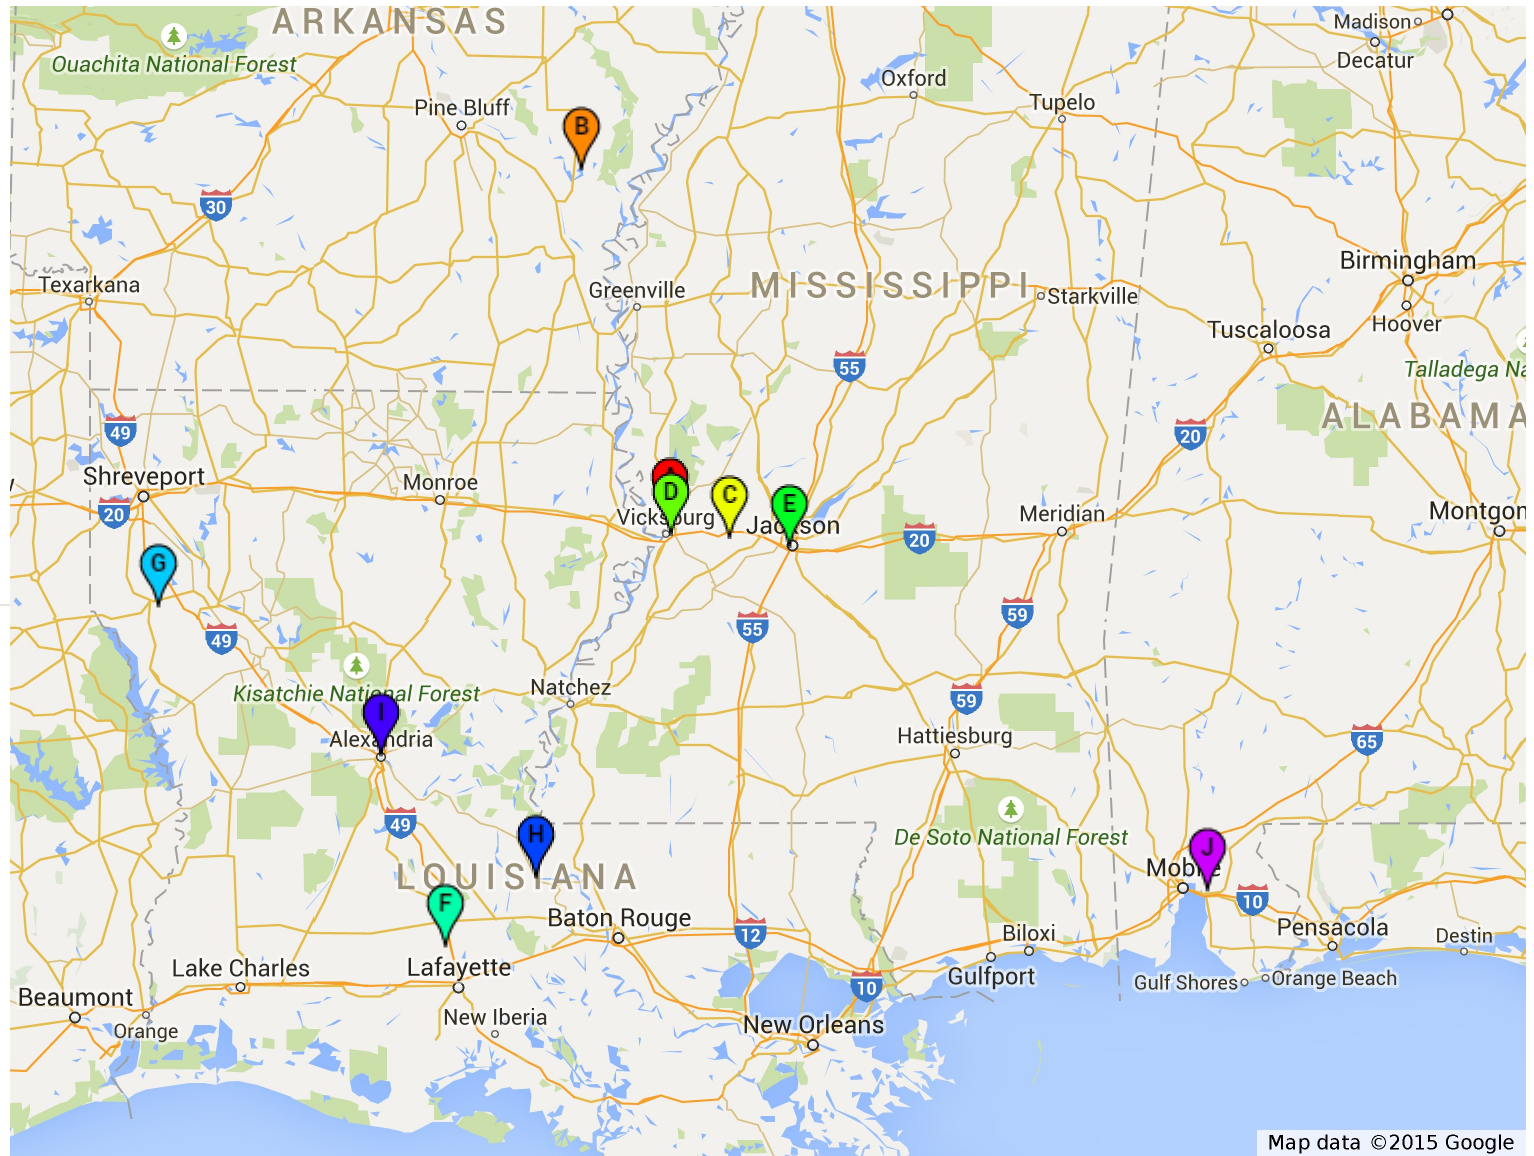 ARKANSAS
Madison
Ouachita National Forest
Decatur
Oxford
Pine Bluff
Tupelo
B
30
Texarkana
Greenville
MISSISSIPPI
Starkville
Birmingham
Hoover
Tuscaloosa
55
Talladega Na
ALABAMA
49
20
Shreveport
Monroe
D
C
E
20
Vicksburg
Jackson
20
Meridian
Montgon
G
49
55
59
Kisatchie National Forest
Natchez
59
I
Alexandria
Hattiesburg
65
49
De Soto National Forest
H
J
LOUISIANA
Mobile
F
10
Baton Rouge
12
Biloxi
Pensacola
Destin
Lake Charles
Lafayette
Gulfport
Gulf Shores
Orange Beach
10
Beaumont
Orange
New Iberia
New Orleans
Map data ©2015 Google